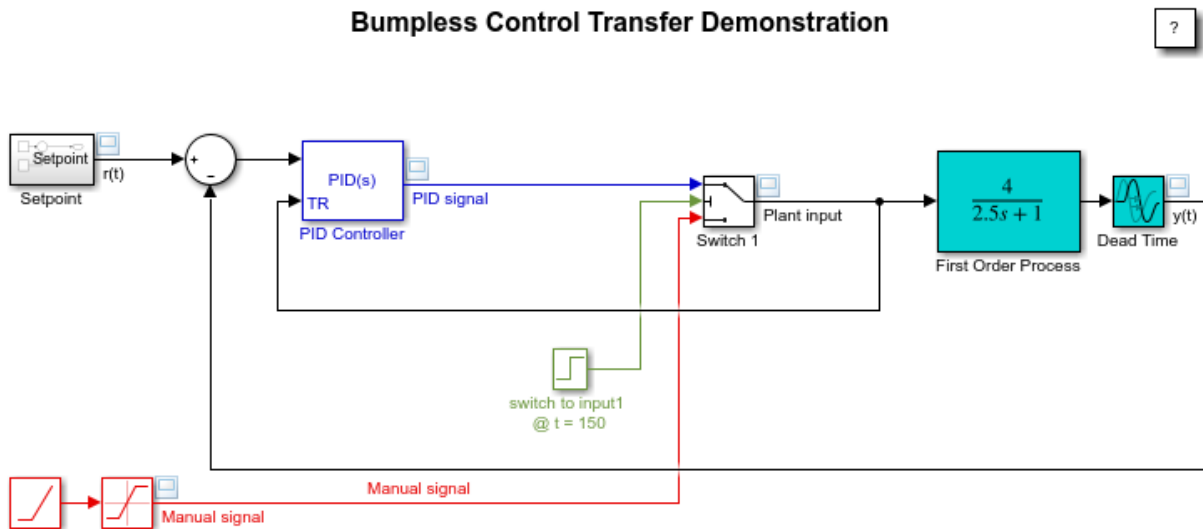 Bumpless Control Transfer Demonstration
?
Setpoint
r(t)
Setpoint
+
−
PID(s)
TR
PID signal
PID Controller
Plant input
Switch 1
4
2.5s + 1
First Order Process
Dead Time
y(t)
switch to input1
@ t = 150
Manual signal
Manual signal